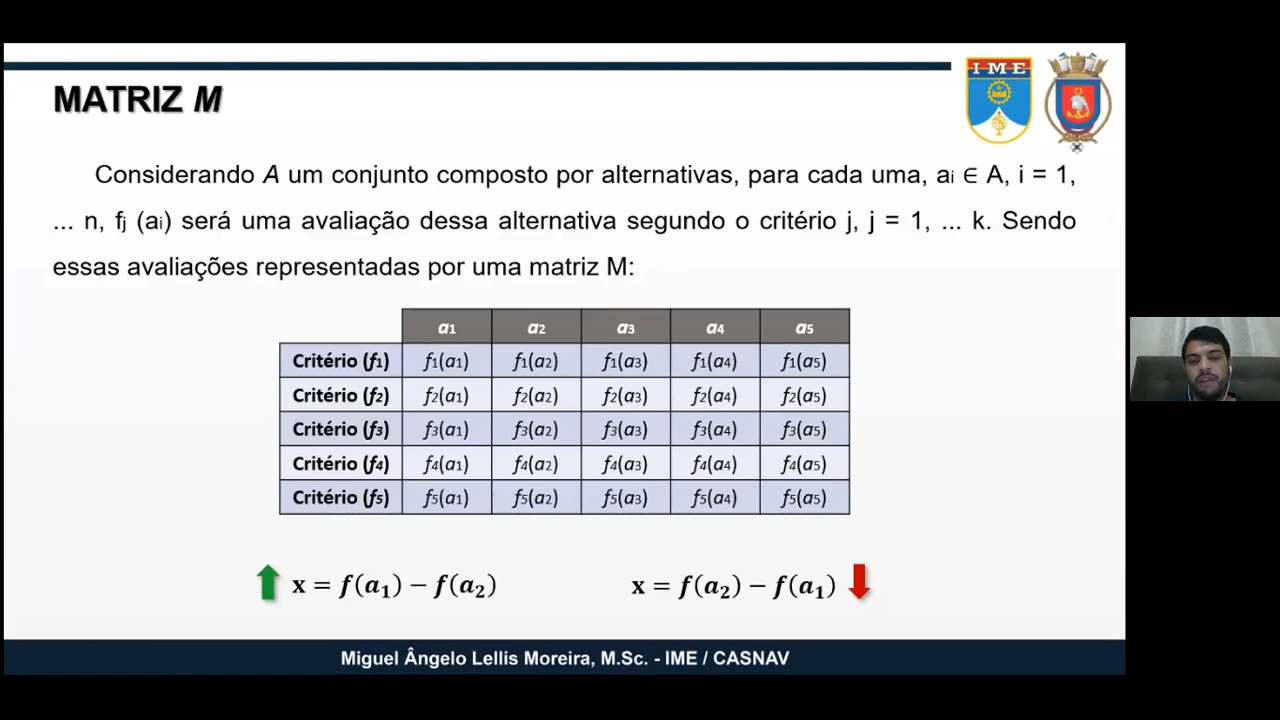 IME
MATRIZ M
Considerando A um conjunto composto por alternativas, para cada uma, ai ∈ A, i = 1,
... n, fj (ai) será uma avaliação dessa alternativa segundo o critério j, j = 1, ... k. Sendo
essas avaliações representadas por uma matriz M:
a1 a2 a3 a4 a5
Critério (f1) f1(a1) f1(a2) f1(a3) f1(a4) f1(a5)
Critério (f2) f2(a1) f2(a2) f2(a3) f2(a4) f2(a5)
Critério (f3) f3(a1) f3(a2) f3(a3) f3(a4) f3(a5)
Critério (f4) f4(a1) f4(a2) f4(a3) f4(a4) f4(a5)
Critério (f5) f5(a1) f5(a2) f5(a3) f5(a4) f5(a5)
x = f(a1) − f(a2) x = f(a2) − f(a1)
Miguel Ângelo Lellis Moreira, M.Sc. - IME / CASNAV